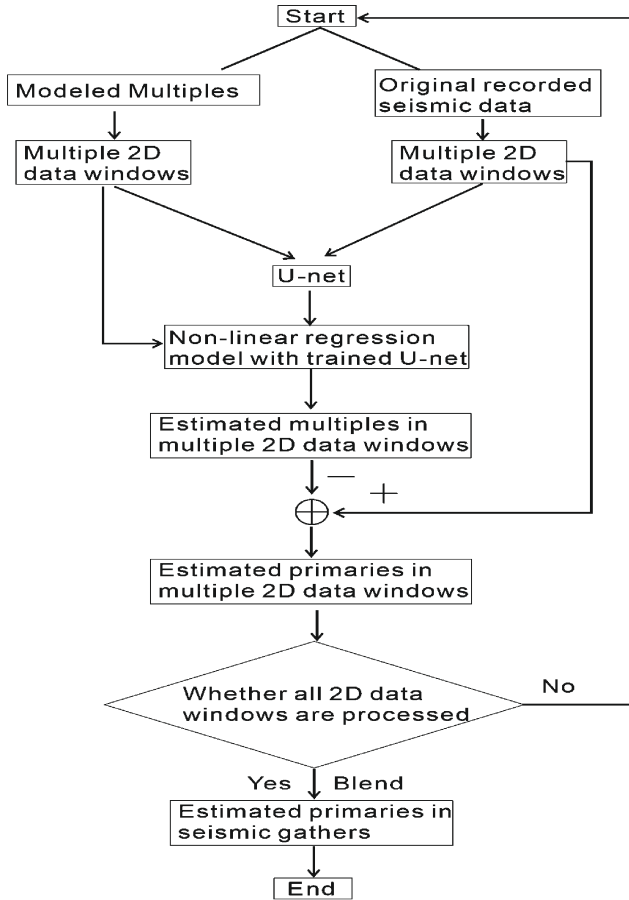 Start
Modeled Multiples
Original recorded
seismic data
Multiple 2D
data windows
Multiple 2D
data windows
U-net
Non-linear regression
model with trained U-net
Estimated multiples in
multiple 2D data windows
—
+
Estimated primaries in
multiple 2D data windows
Whether all 2D data
windows are processed
No
Yes
Blend
Estimated primaries in
seismic gathers
End